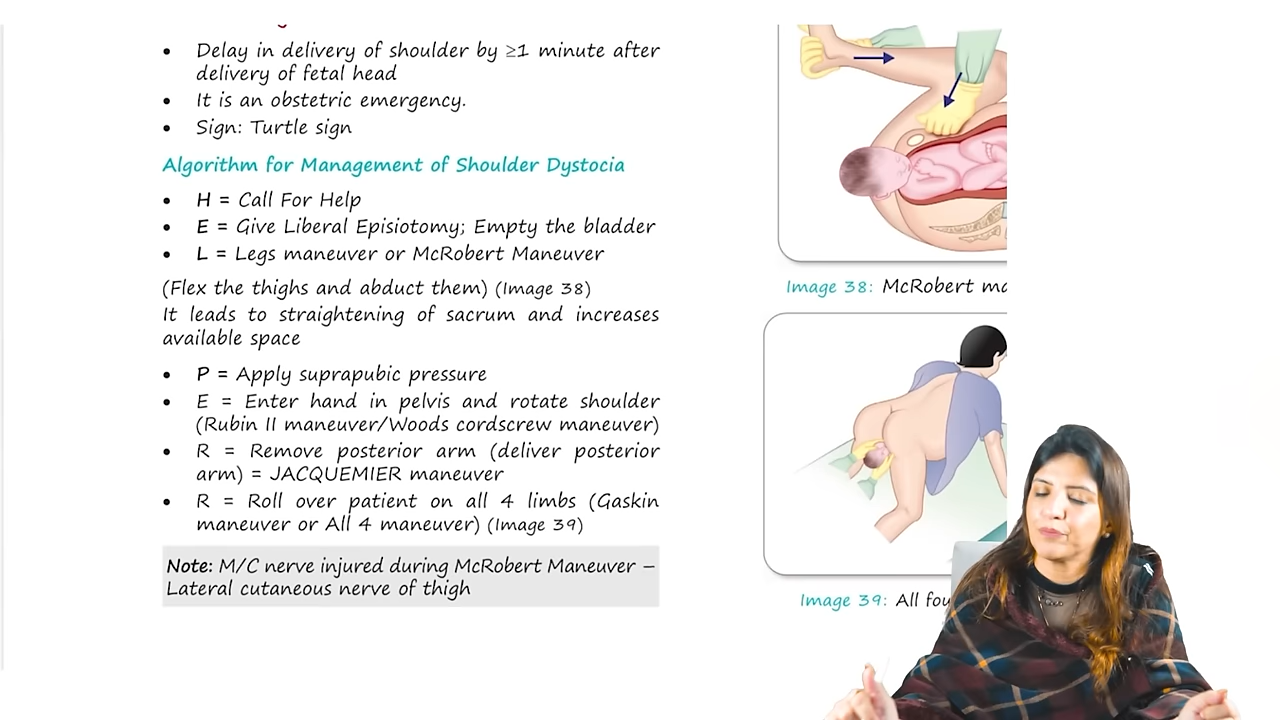 • Delay in delivery of shoulder by ≥1 minute after
delivery of fetal head
• It is an obstetric emergency.
• Sign: Turtle sign
Algorithm for Management of Shoulder Dystocia
• H = Call For Help
• E = Give Liberal Episiotomy; Empty the bladder
• L = Legs maneuver or McRobert Maneuver
(Flex the thighs and abduct them) (Image 38)
It leads to straightening of sacrum and increases
available space
• P = Apply suprapubic pressure
• E = Enter hand in pelvis and rotate shoulder
(Rubin II maneuver/Woods cordscrew maneuver)
• R = Remove posterior arm (deliver posterior
arm) = JACQUEMIER maneuver
• R = Roll over patient on all 4 limbs (Gaskin
maneuver or All 4 maneuver) (Image 39)
Note: M/C nerve injured during McRobert Maneuver –
Lateral cutaneous nerve of thigh
Image 38: McRobert
Image 39: All